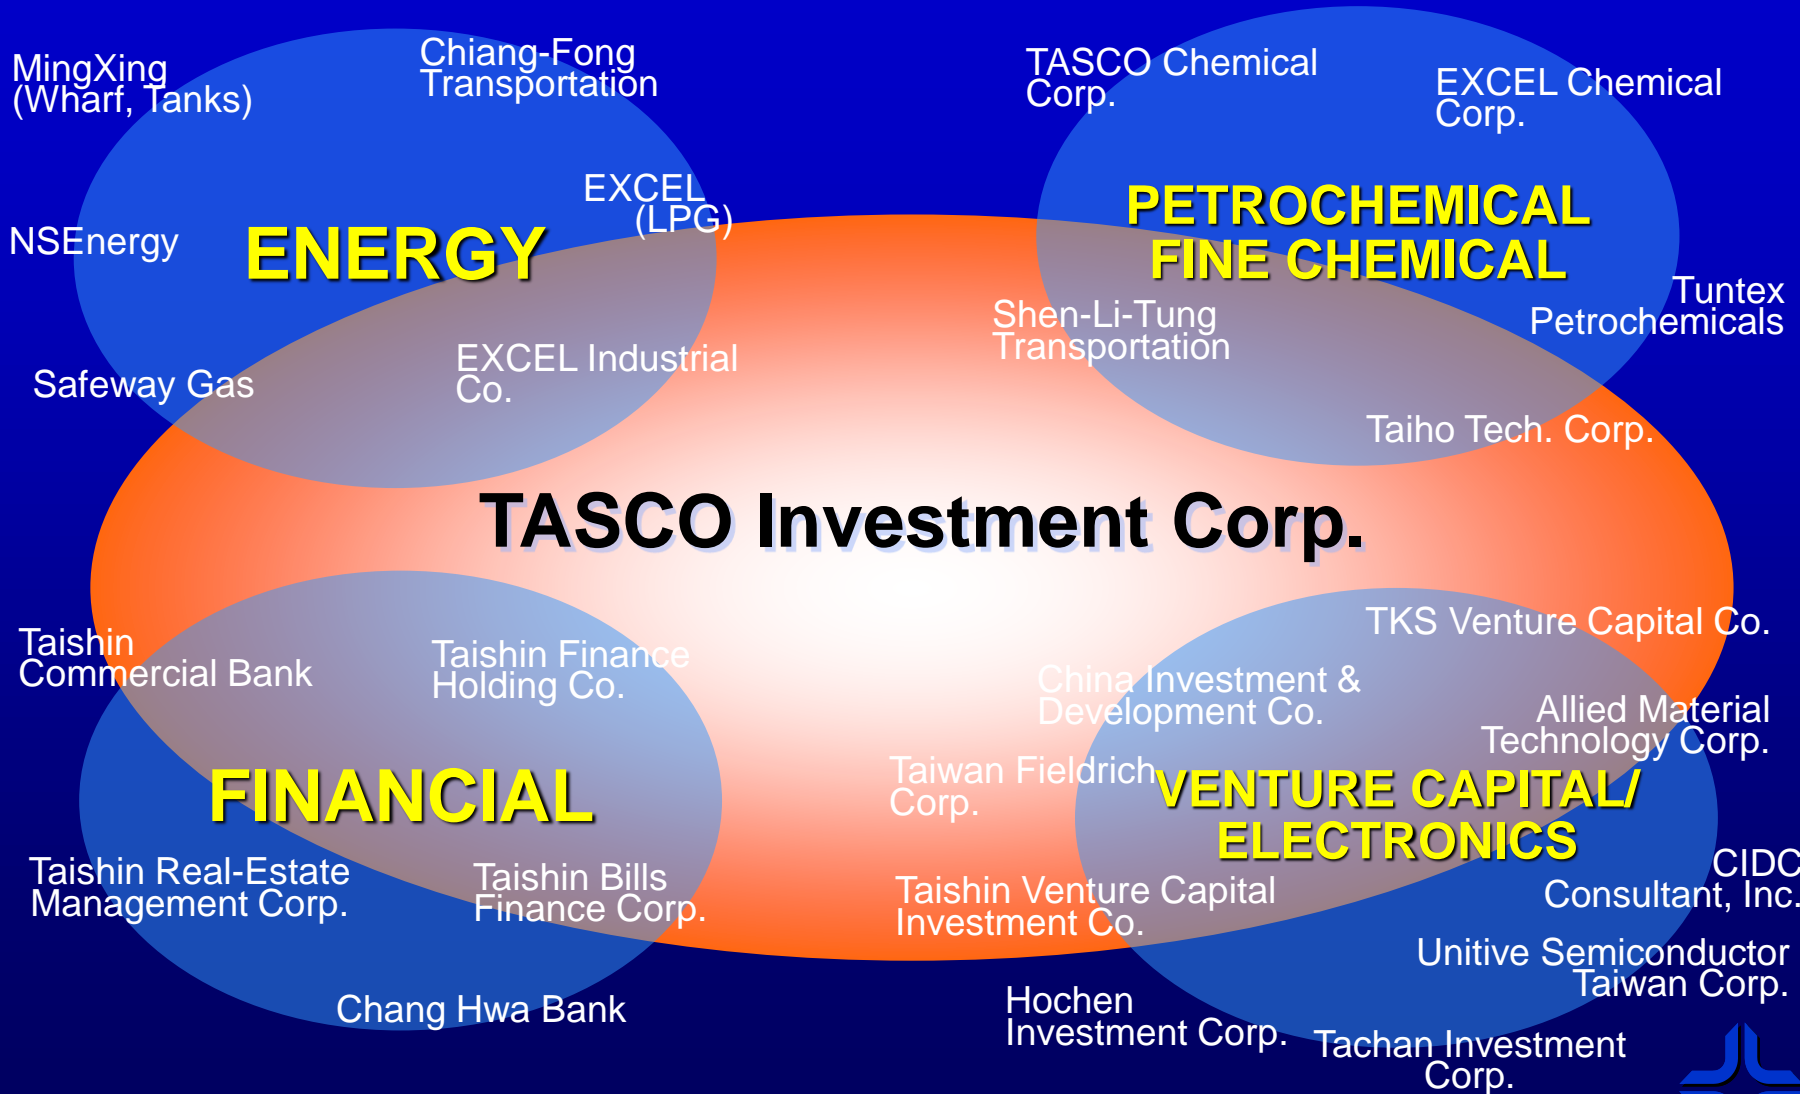 MingXing
(Wharf, Tanks)
Chiang-Fong
Transportation
EXCEL
(LPG)
NSEnergy
ENERGY
Safeway Gas
EXCEL Industrial
Co.
TASCO Chemical
Corp.
EXCEL Chemical
Corp.
PETROCHEMICAL
FINE CHEMICAL
Shen-Li-Tung
Transportation
Tuntex
Petrochemicals
Taiho Tech. Corp.
TASCO Investment Corp.
Taishin
Commercial Bank
Taishin Finance
Holding Co.
FINANCIAL
Taishin Real-Estate
Management Corp.
Taishin Bills
Finance Corp.
Chang Hwa Bank
TKS Venture Capital Co.
China Investment &
Development Co.
Allied Material
Technology Corp.
Taiwan Fieldrich
Corp.
VENTURE CAPITAL/
ELECTRONICS
Taishin Venture Capital
Investment Co.
CIDC
Consultant, Inc.
Unitive Semiconductor
Taiwan Corp.
Hochen
Investment Corp.
Tachan Investment
Corp.